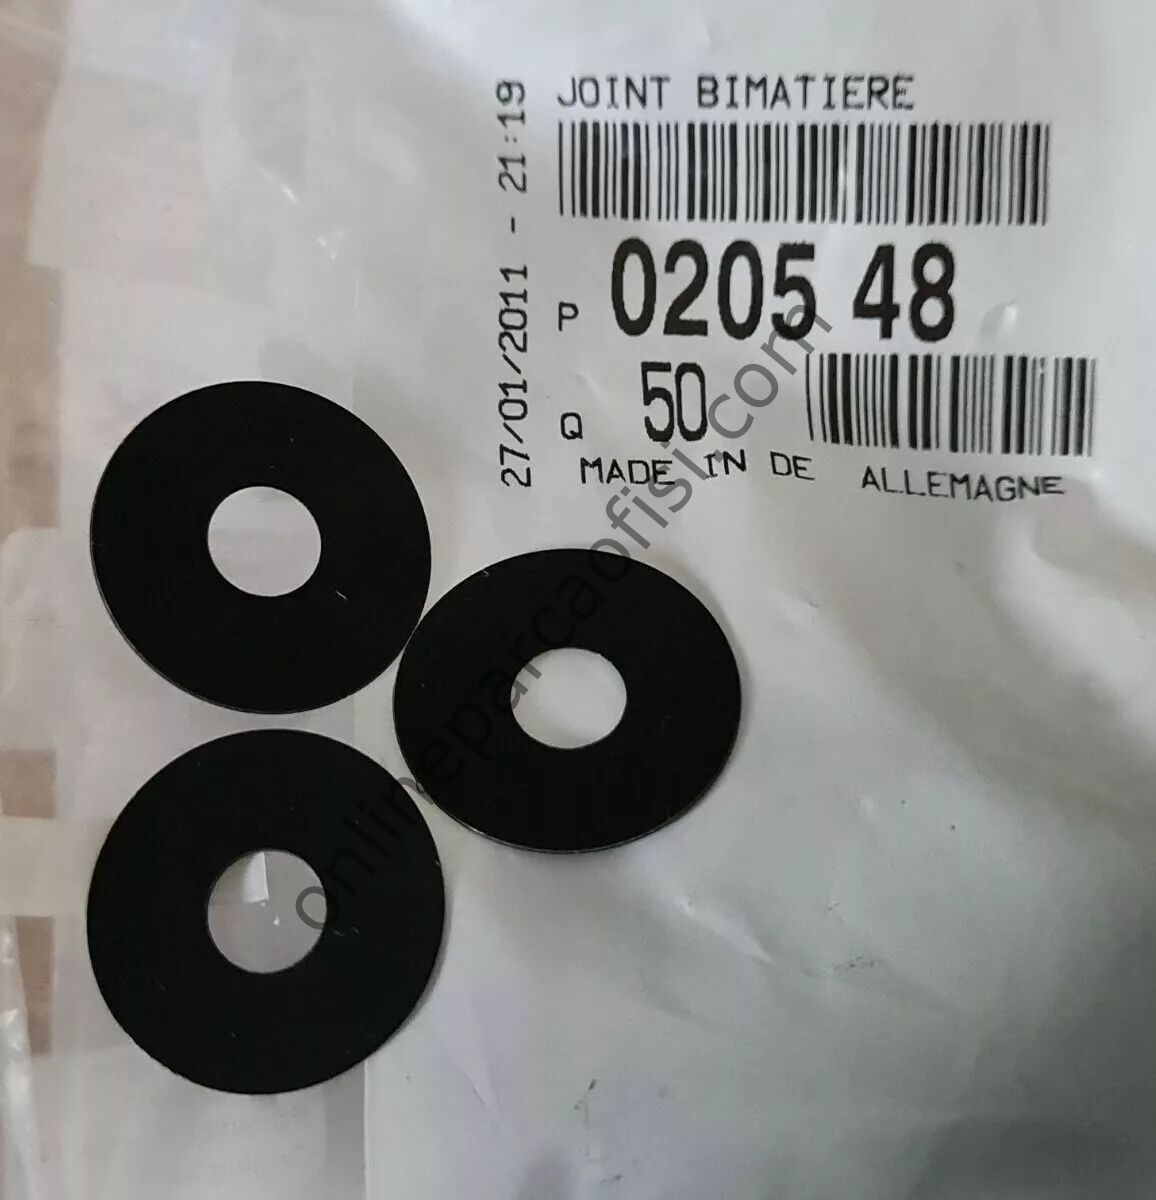 JOINT BIMATIERE
27/01/2011 - 21:19
P 0205 48
Q 50
MADE IN DE ALLEMAGNE
onlineparcaofisi.com